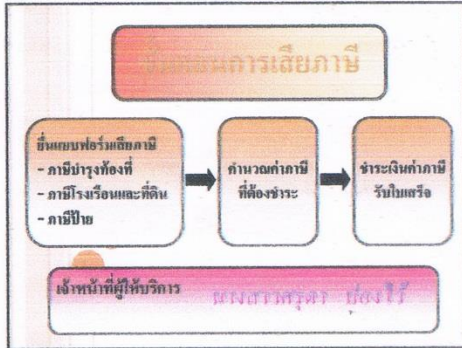 ขั้นตอนการเสียภาษี
ยื่นแบบฟอร์มเสียภาษี
- ภาษีบำรุงท้องที่
- ภาษีโรงเรือนและที่ดิน
- ภาษีป้าย
คำนวณค่าภาษี
ที่ต้องชำระ
ชำระเงินค่าภาษี
รับใบเสร็จ
เจ้าหน้าที่ผู้ให้บริการ